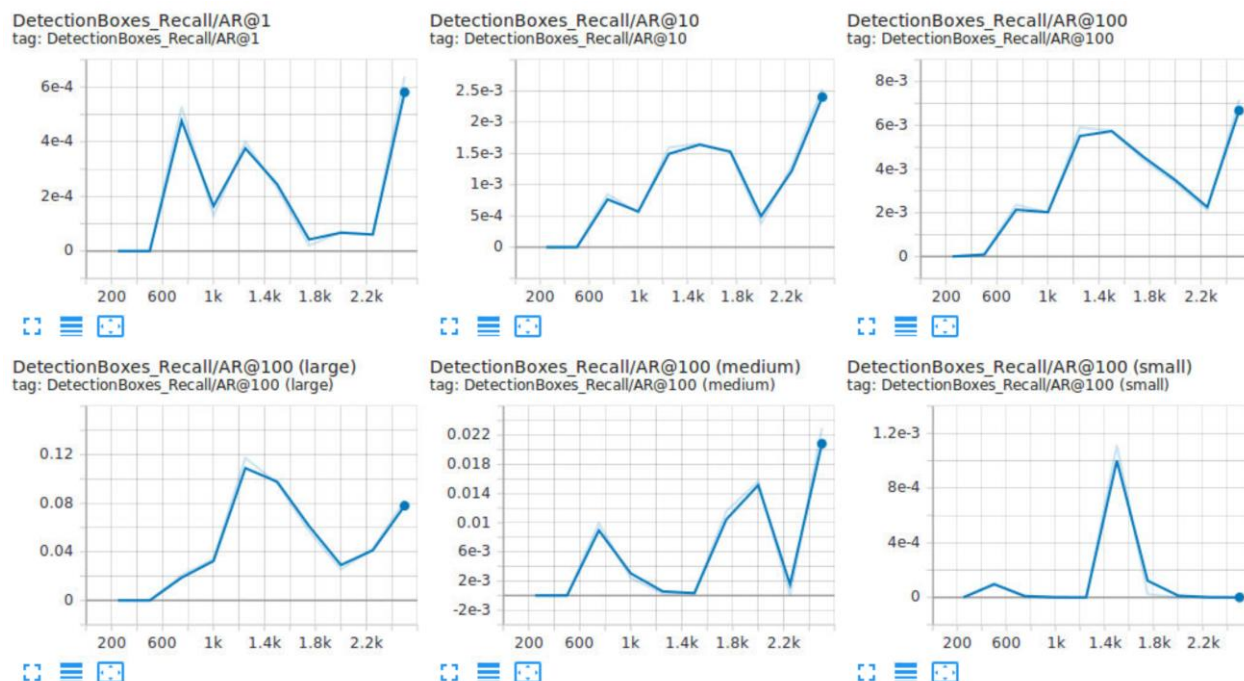 DetectionBoxes_Recall/AR@1
tag: DetectionBoxes_Recall/AR@1
6e-4
4e-4
2e-4
0
200 600 1k 1.4k 1.8k 2.2k
DetectionBoxes_Recall/AR@10
tag: DetectionBoxes_Recall/AR@10
2.5e-3
2e-3
1.5e-3
1e-3
5e-4
0
200 600 1k 1.4k 1.8k 2.2k
DetectionBoxes_Recall/AR@100
tag: DetectionBoxes_Recall/AR@100
8e-3
6e-3
4e-3
2e-3
0
200 600 1k 1.4k 1.8k 2.2k
DetectionBoxes_Recall/AR@100 (large)
tag: DetectionBoxes_Recall/AR@100 (large)
0.12
0.08
0.04
0
200 600 1k 1.4k 1.8k 2.2k
DetectionBoxes_Recall/AR@100 (medium)
tag: DetectionBoxes_Recall/AR@100 (medium)
0.022
0.018
0.014
0.01
6e-3
2e-3
-2e-3
200 600 1k 1.4k 1.8k 2.2k
DetectionBoxes_Recall/AR@100 (small)
tag: DetectionBoxes_Recall/AR@100 (small)
1.2e-3
8e-4
4e-4
0
200 600 1k 1.4k 1.8k 2.2k